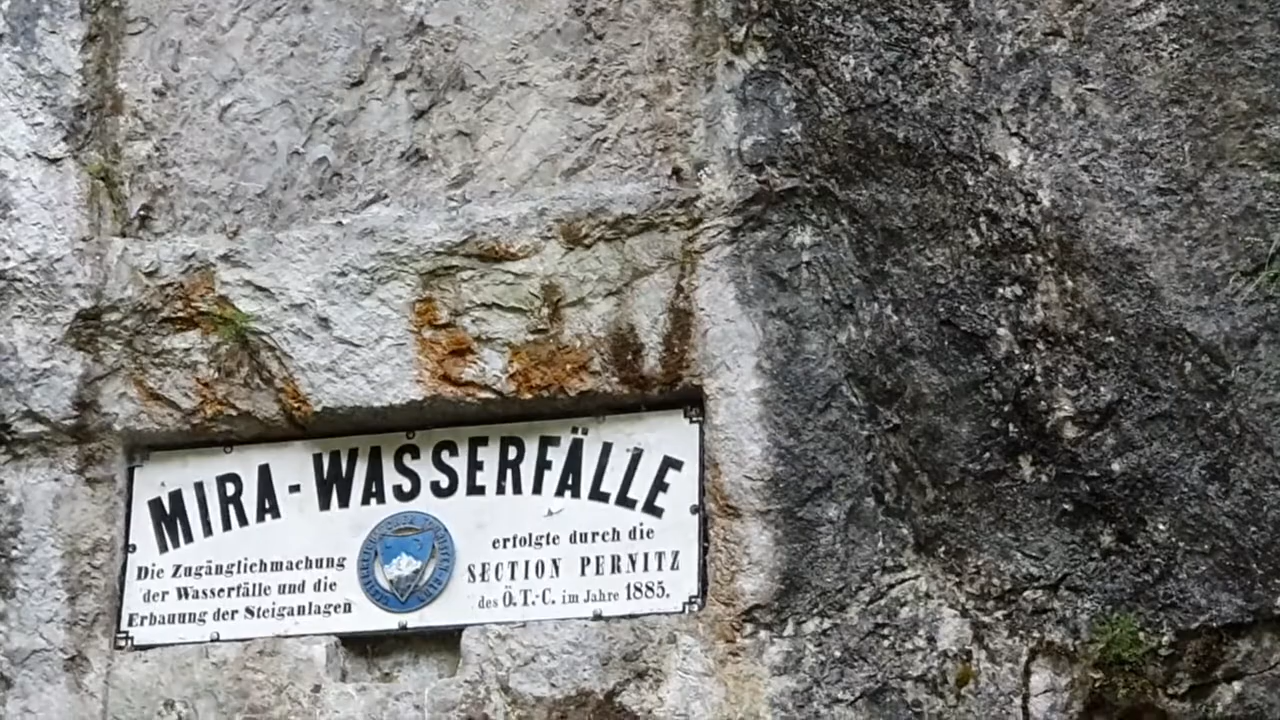 MIRA-WASSERFÄLLE
Die Zugänglichmachung
der Wasserfälle und die
Erbauung der Steiganlagen
erfolgte durch die
SECTION PERNITZ
des Ö.T.-C. im Jahre 1885.